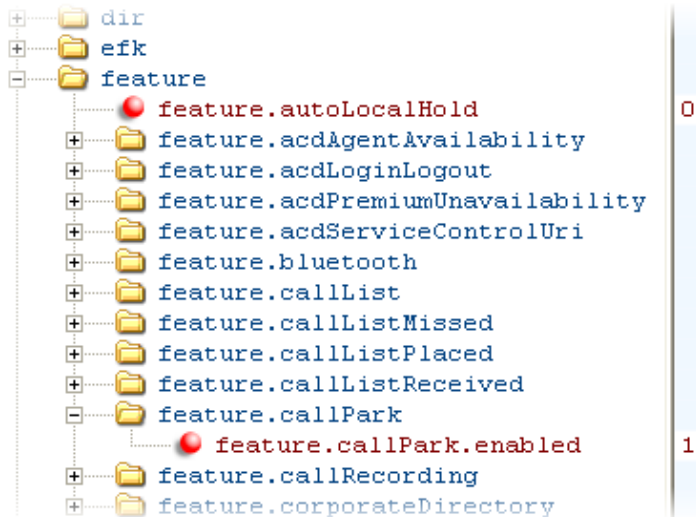 dir
efk
feature
feature.autoLocalHold 0
feature.acdAgentAvailability
feature.acdLoginLogout
feature.acdPremiumUnavailability
feature.acdServiceControlUri
feature.bluetooth
feature.callList
feature.callListMissed
feature.callListPlaced
feature.callListReceived
feature.callPark
feature.callPark.enabled 1
feature.callRecording
feature.corporateDirectory